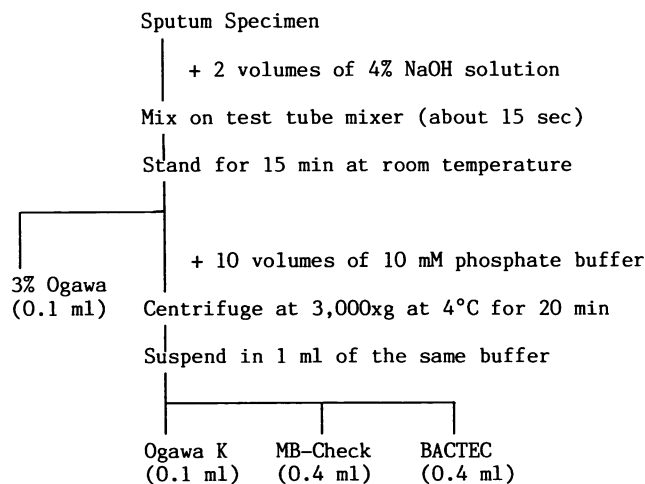 Sputum Specimen
+ 2 volumes of 4% NaOH solution
Mix on test tube mixer (about 15 sec)
Stand for 15 min at room temperature
+ 10 volumes of 10 mM phosphate buffer
3% Ogawa
(0.1 ml)
Centrifuge at 3,000xg at 4°C for 20 min
Suspend in 1 ml of the same buffer
Ogawa K MB-Check BACTEC
(0.1 ml) (0.4 ml) (0.4 ml)